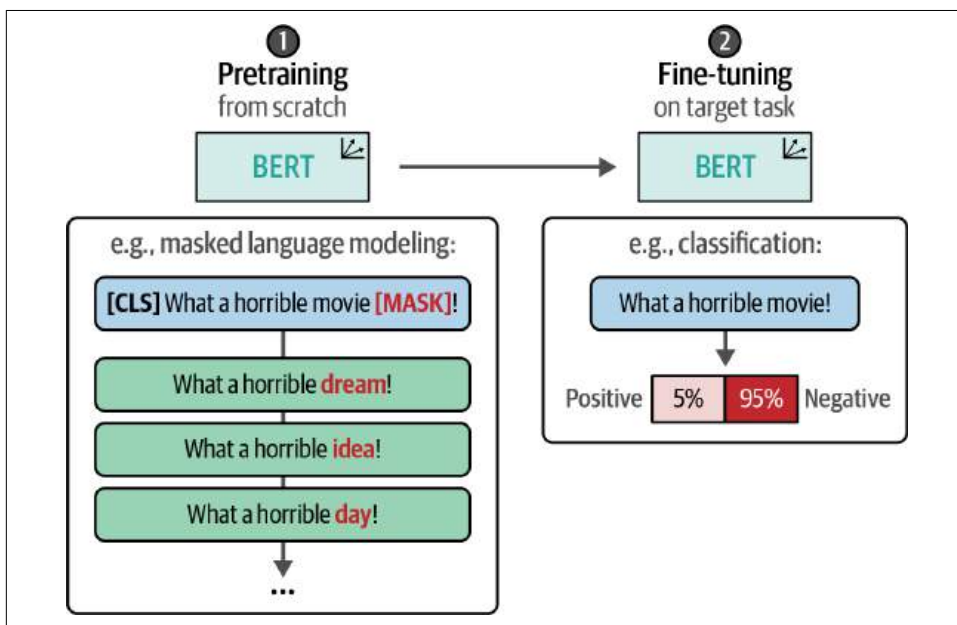 1
Pretraining
from scratch
BERT
e.g., masked language modeling:
[CLS] What a horrible movie [MASK]!
What a horrible dream!
What a horrible idea!
What a horrible day!
...
2
Fine-tuning
on target task
BERT
e.g., classification:
What a horrible movie!
Positive 5% 95% Negative